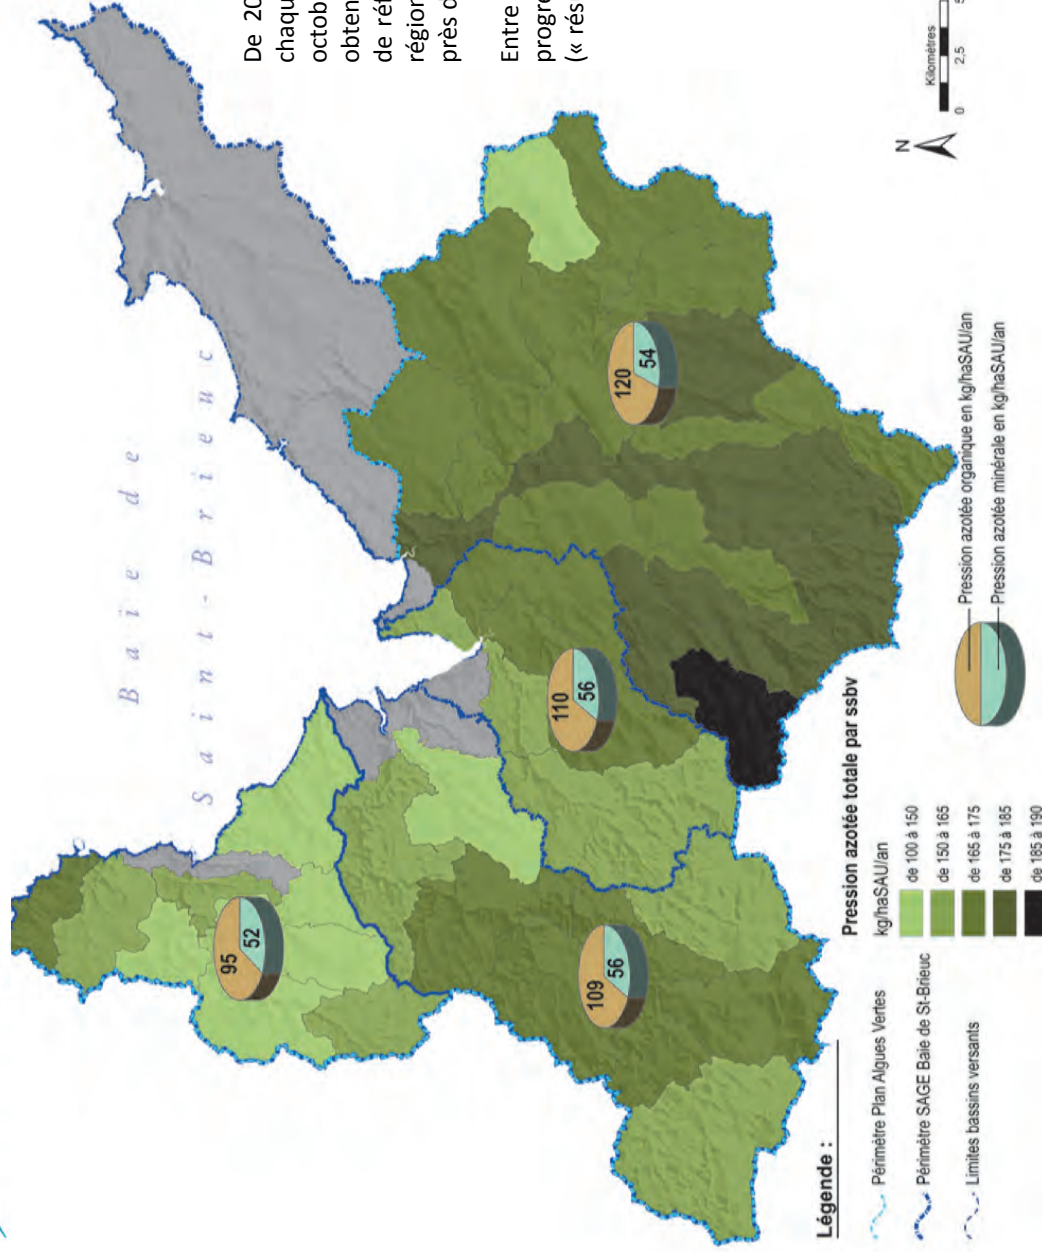 Baie de
Saint-Brieuc
De 20
chaque
octob
obten
de réf
région
près d
Entre
progre
(« rés
95
52
109
56
110
56
120
54
N
Kilomètres
0 2,5 5
Légende :
Périmètre Plan Algues Vertes
Périmètre SAGE Baie de St-Brieuc
Limites bassins versants
Pression azotée totale par ssbv
kg/haSAU/an
de 100 à 150
de 150 à 165
de 165 à 175
de 175 à 185
de 185 à 190
Pression azotée organique en kg/haSAU/an
Pression azotée minérale en kg/haSAU/an